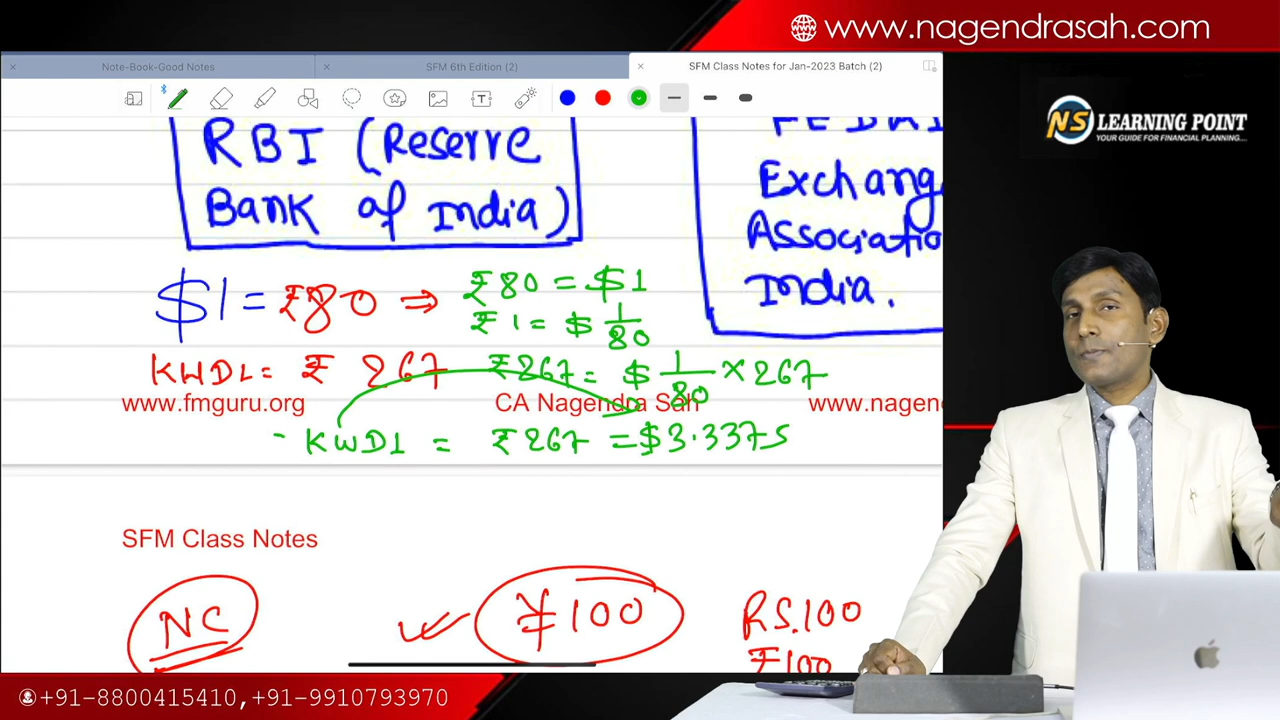 www.nagendrasah.com
Note-Book-Good Notes
SFM 6th Edition (2)
SFM Class Notes for Jan-2023 Batch (2)
NS LEARNING POINT
YOUR GUIDE FOR FINANCIAL PLANNING....
RBI (Reserve
Bank of India)
Exchang
Associatio
India.
$1 = ₹80 ⇒ ₹80 = $1
₹1 = $ 1/80
KWD1 = ₹ 267 ₹267 = $ 1/80 × 267
www.fmguru.org CA Nagendra Sah www.nagen
KWD1 = ₹267 = $3.3375
SFM Class Notes
NC ¥100 RS.100
₹100
+91-8800415410,+91-9910793970